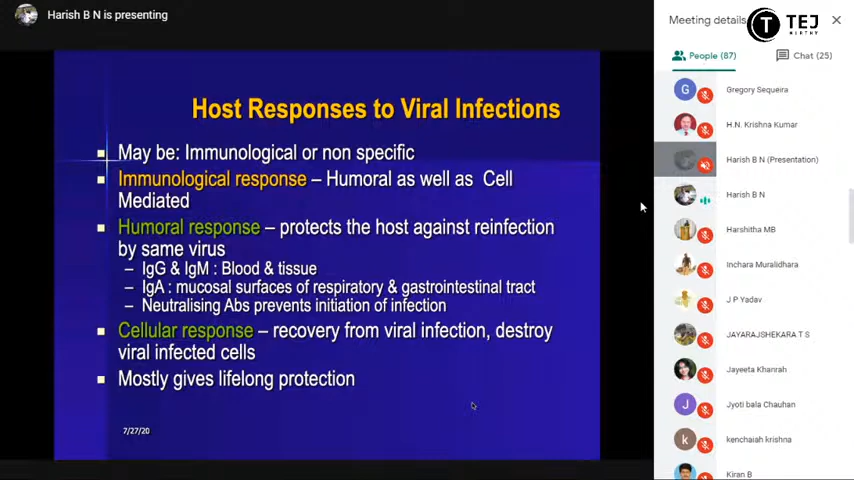 Harish B N is presenting
Host Responses to Viral Infections
May be: Immunological or non specific
Immunological response – Humoral as well as Cell
Mediated
Humoral response – protects the host against reinfection
by same virus
– IgG & IgM : Blood & tissue
– IgA : mucosal surfaces of respiratory & gastrointestinal tract
– Neutralising Abs prevents initiation of infection
Cellular response – recovery from viral infection, destroy
viral infected cells
Mostly gives lifelong protection
7/27/20
Meeting details
T TEJ
People (87)
Chat (25)
G Gregory Sequeira
H.N. Krishna Kumar
Harish B N (Presentation)
Harish B N
Harshitha MB
Inchara Muralidhara
J P Yadav
JAYARAJSHEKARA T S
Jayeeta Khanrah
J Jyoti bala Chauhan
k kenchaiah krishna
Kiran B